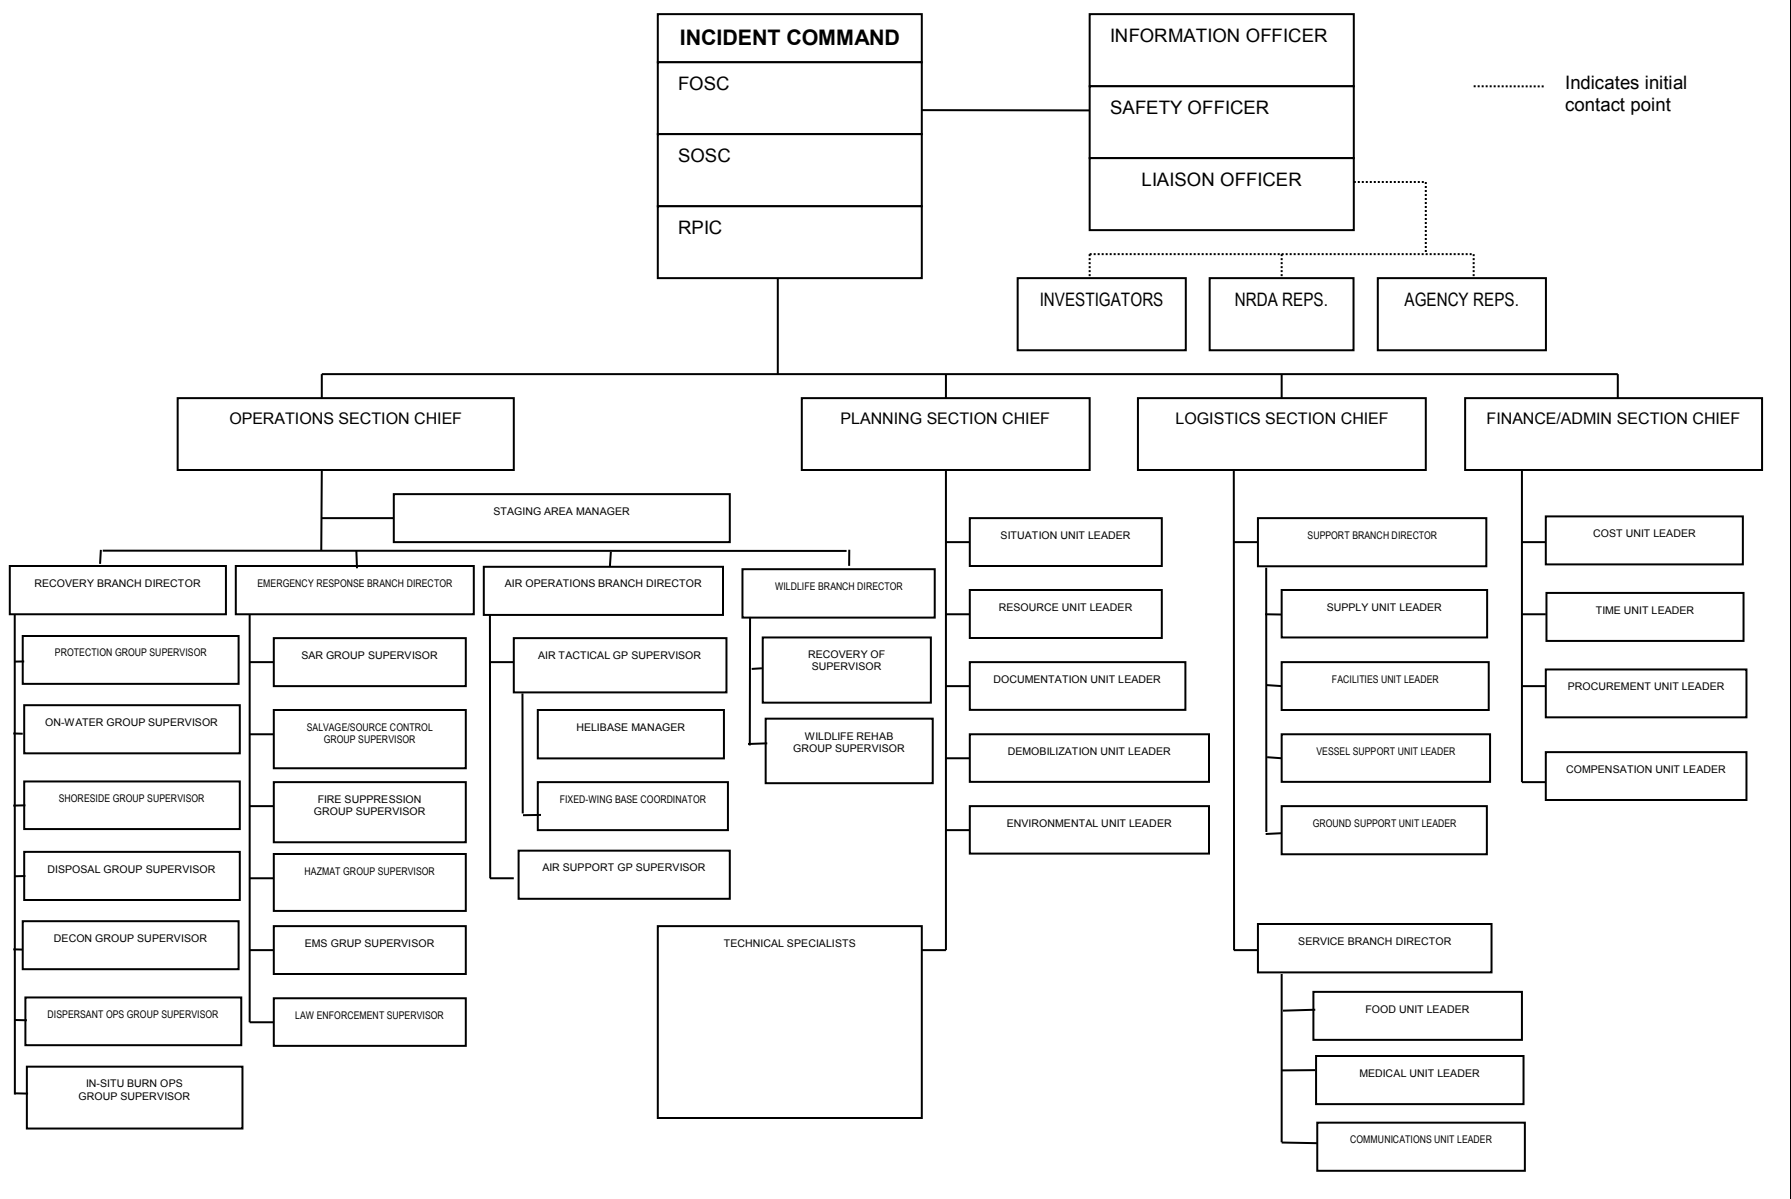 INCIDENT COMMAND
FOSC
SOSC
RPIC
INFORMATION OFFICER
SAFETY OFFICER
LIAISON OFFICER
Indicates initial
contact point
INVESTIGATORS
NRDA REPS.
AGENCY REPS.
OPERATIONS SECTION CHIEF
PLANNING SECTION CHIEF
LOGISTICS SECTION CHIEF
FINANCE/ADMIN SECTION CHIEF
STAGING AREA MANAGER
RECOVERY BRANCH DIRECTOR
PROTECTION GROUP SUPERVISOR
ON-WATER GROUP SUPERVISOR
SHORESIDE GROUP SUPERVISOR
DISPOSAL GROUP SUPERVISOR
DECON GROUP SUPERVISOR
DISPERSANT OPS GROUP SUPERVISOR
IN-SITU BURN OPS
GROUP SUPERVISOR
EMERGENCY RESPONSE BRANCH DIRECTOR
SAR GROUP SUPERVISOR
SALVAGE/SOURCE CONTROL
GROUP SUPERVISOR
FIRE SUPPRESSION
GROUP SUPERVISOR
HAZMAT GROUP SUPERVISOR
EMS GRUP SUPERVISOR
LAW ENFORCEMENT SUPERVISOR
AIR OPERATIONS BRANCH DIRECTOR
AIR TACTICAL GP SUPERVISOR
HELIBASE MANAGER
FIXED-WING BASE COORDINATOR
AIR SUPPORT GP SUPERVISOR
WILDLIFE BRANCH DIRECTOR
RECOVERY OF
SUPERVISOR
WILDLIFE REHAB
GROUP SUPERVISOR
SITUATION UNIT LEADER
RESOURCE UNIT LEADER
DOCUMENTATION UNIT LEADER
DEMOBILIZATION UNIT LEADER
ENVIRONMENTAL UNIT LEADER
TECHNICAL SPECIALISTS
SUPPORT BRANCH DIRECTOR
SUPPLY UNIT LEADER
FACILITIES UNIT LEADER
VESSEL SUPPORT UNIT LEADER
GROUND SUPPORT UNIT LEADER
SERVICE BRANCH DIRECTOR
FOOD UNIT LEADER
MEDICAL UNIT LEADER
COMMUNICATIONS UNIT LEADER
COST UNIT LEADER
TIME UNIT LEADER
PROCUREMENT UNIT LEADER
COMPENSATION UNIT LEADER